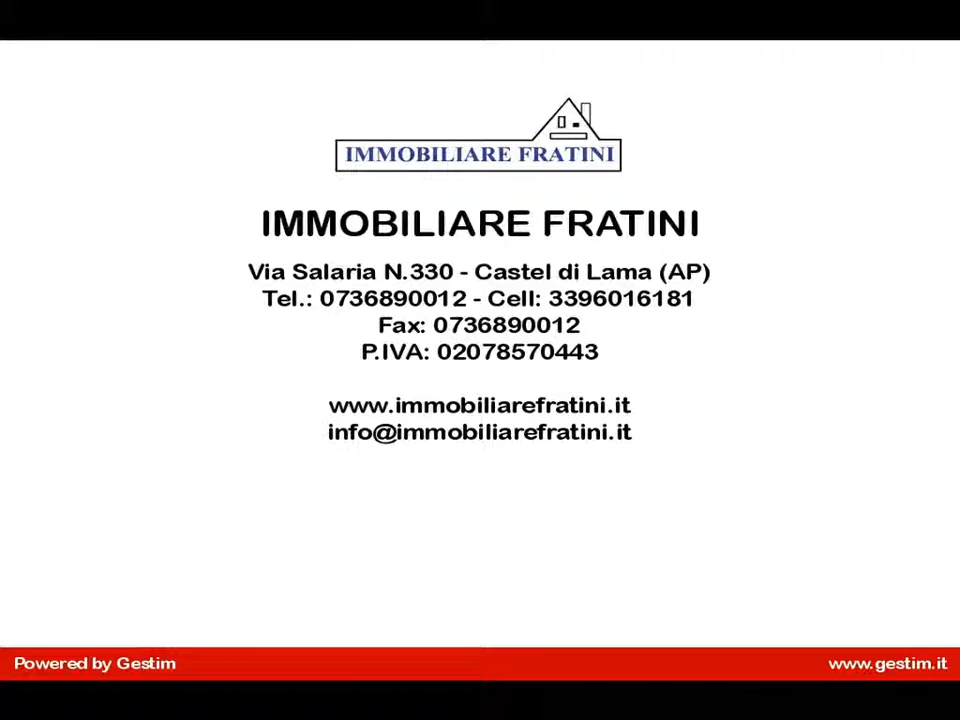 IMMOBILIARE FRATINI
IMMOBILIARE FRATINI
Via Salaria N.330 - Castel di Lama (AP)
Tel.: 0736890012 - Cell: 3396016181
Fax: 0736890012
P.IVA: 02078570443
www.immobiliarefratini.it
info@immobiliarefratini.it
Powered by Gestim
www.gestim.it